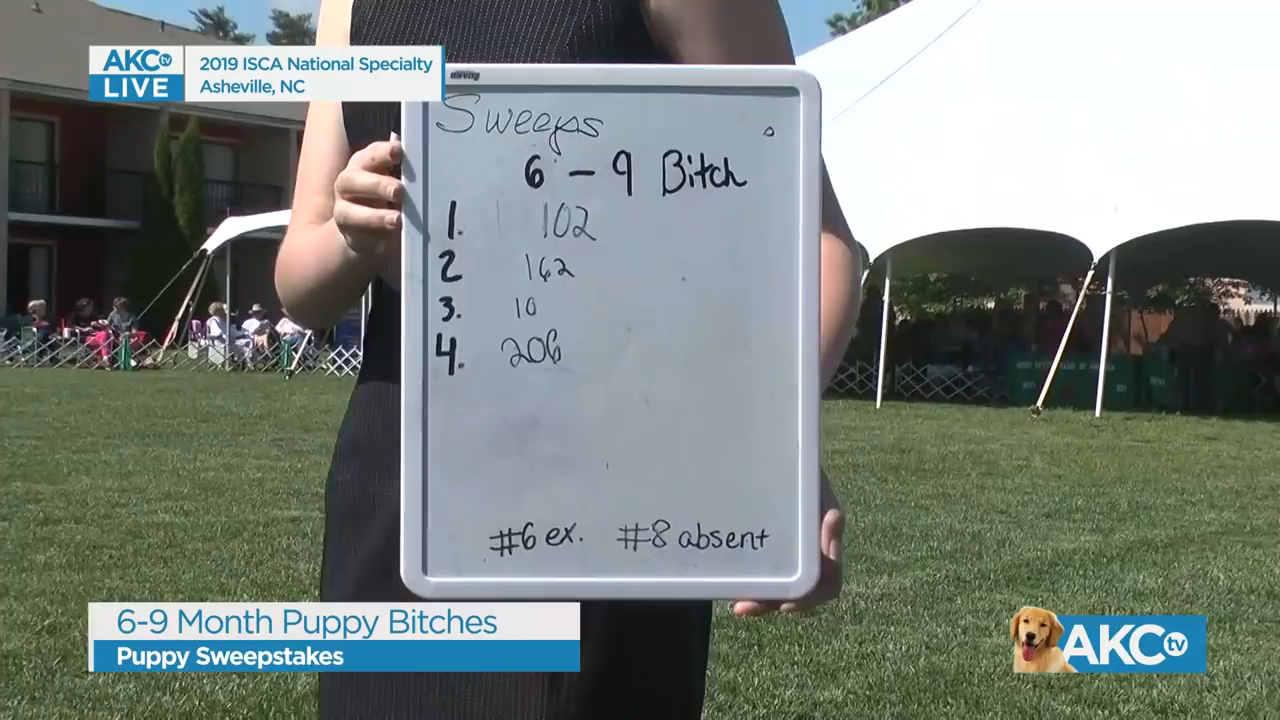 AKC tv
LIVE
2019 ISCA National Specialty
Asheville, NC
Sweeps
6 - 9 Bitch
1. 102
2 162
3. 10
4. 206
#6 ex. #8 absent
6-9 Month Puppy Bitches
Puppy Sweepstakes
AKC tv